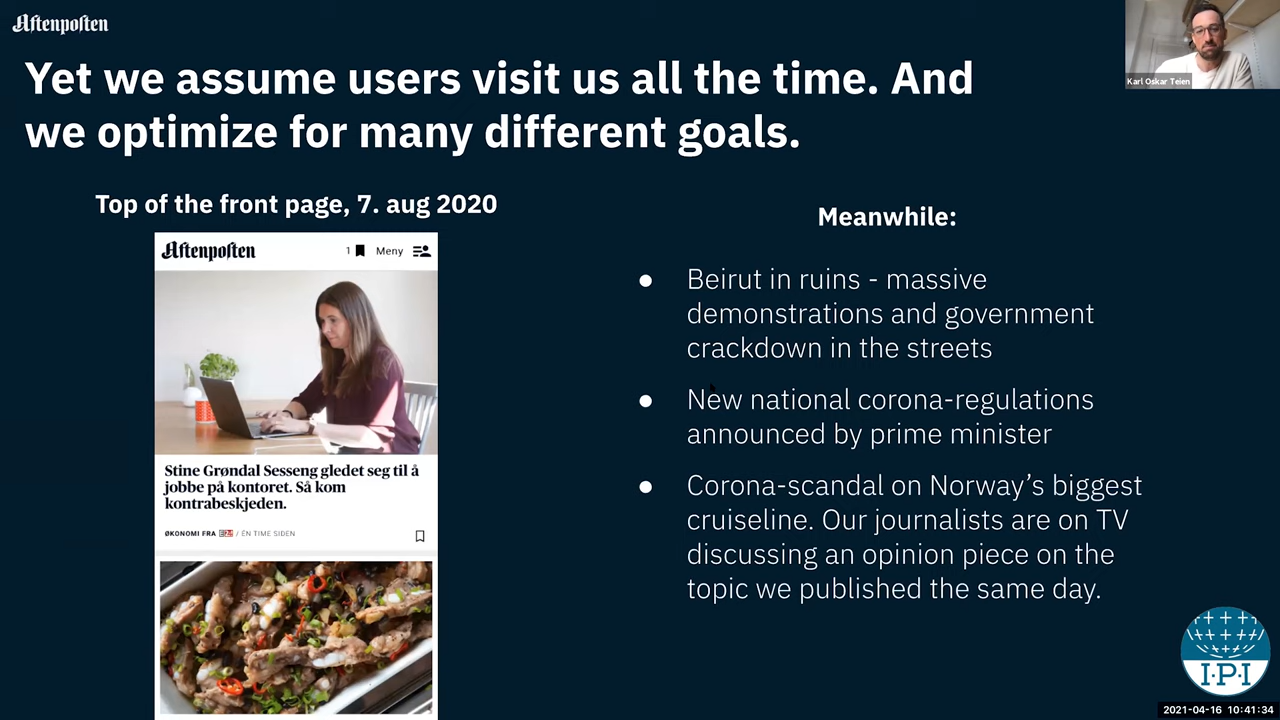 Aftenposten
Karl Oskar Teien
Yet we assume users visit us all the time. And
we optimize for many different goals.
Top of the front page, 7. aug 2020
Aftenposten
1 Meny
Stine Grøndal Sesseng gledet seg til å
jobbe på kontoret. Så kom
kontrabeskjeden.
ØKONOMI FRA E24 / ÉN TIME SIDEN
Meanwhile:
● Beirut in ruins - massive
demonstrations and government
crackdown in the streets
● New national corona-regulations
announced by prime minister
● Corona-scandal on Norway’s biggest
cruiseline. Our journalists are on TV
discussing an opinion piece on the
topic we published the same day.
I·P·I
2021-04-16 10:41:34